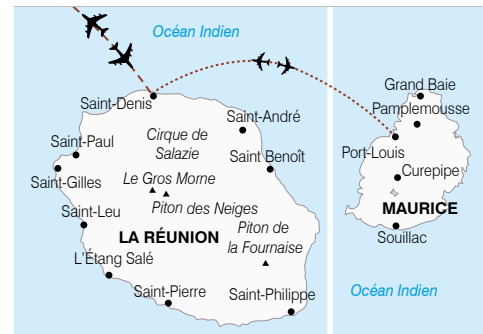 Océan Indien
Saint-Denis
Saint-André
Cirque de
Salazie
Saint-Paul
Saint Benoît
Saint-Gilles
Le Gros Morne
Piton des Neiges
Saint-Leu
Piton de
la Fournaise
LA RÉUNION
L'Étang Salé
Saint-Pierre
Saint-Philippe
Grand Baie
Pamplemousse
Port-Louis
Curepipe
MAURICE
Souillac
Océan Indien